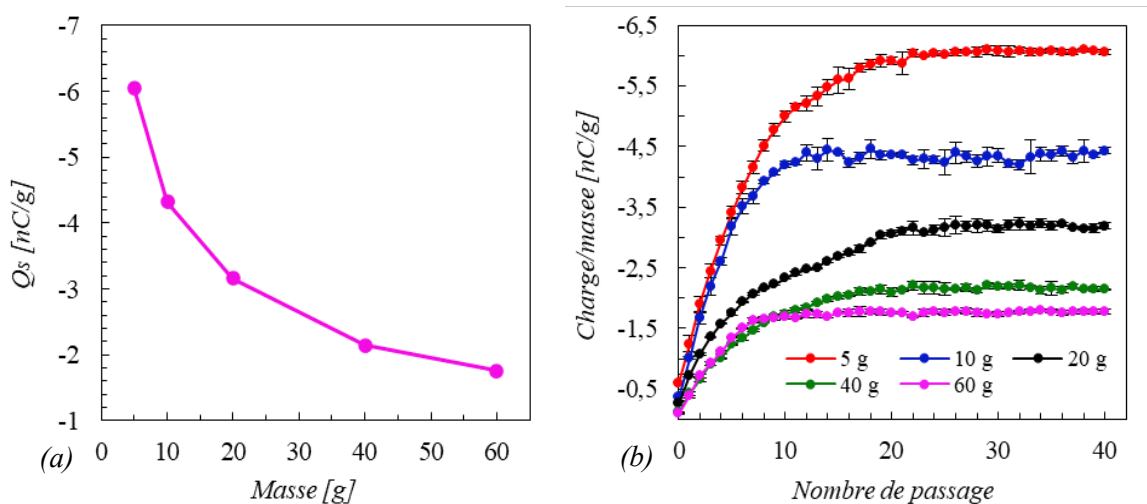 -7
-6
-5
-4
-3
-2
-1
Qs [nC/g]
0 10 20 30 40 50 60
Masse [g]
(a)
-6,5
-5,5
-4,5
-3,5
-2,5
-1,5
-0,5
Charge/masee [nC/g]
5 g 10 g 20 g
40 g 60 g
0 10 20 30 40
Nombre de passage
(b)